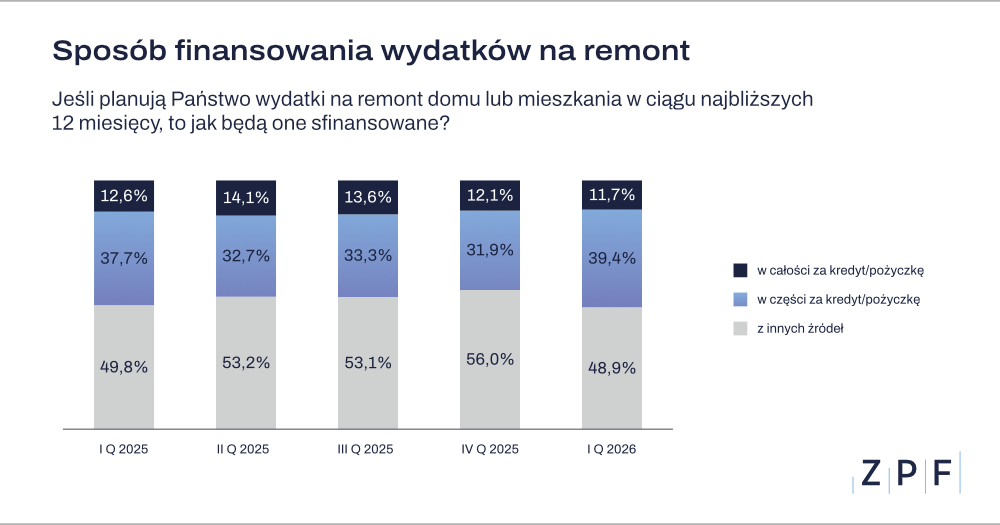 Sposób finansowania wydatków na remont
Jeśli planują Państwo wydatki na remont domu lub mieszkania w ciągu najbliższych
12 miesięcy, to jak będą one sfinansowane?
12,6% 14,1% 13,6% 12,1% 11,7%
37,7% 32,7% 33,3% 31,9% 39,4%
49,8% 53,2% 53,1% 56,0% 48,9%
I Q 2025 II Q 2025 III Q 2025 IV Q 2025 I Q 2026
w całości za kredyt/pożyczkę
w części za kredyt/pożyczkę
z innych źródeł
ZPF